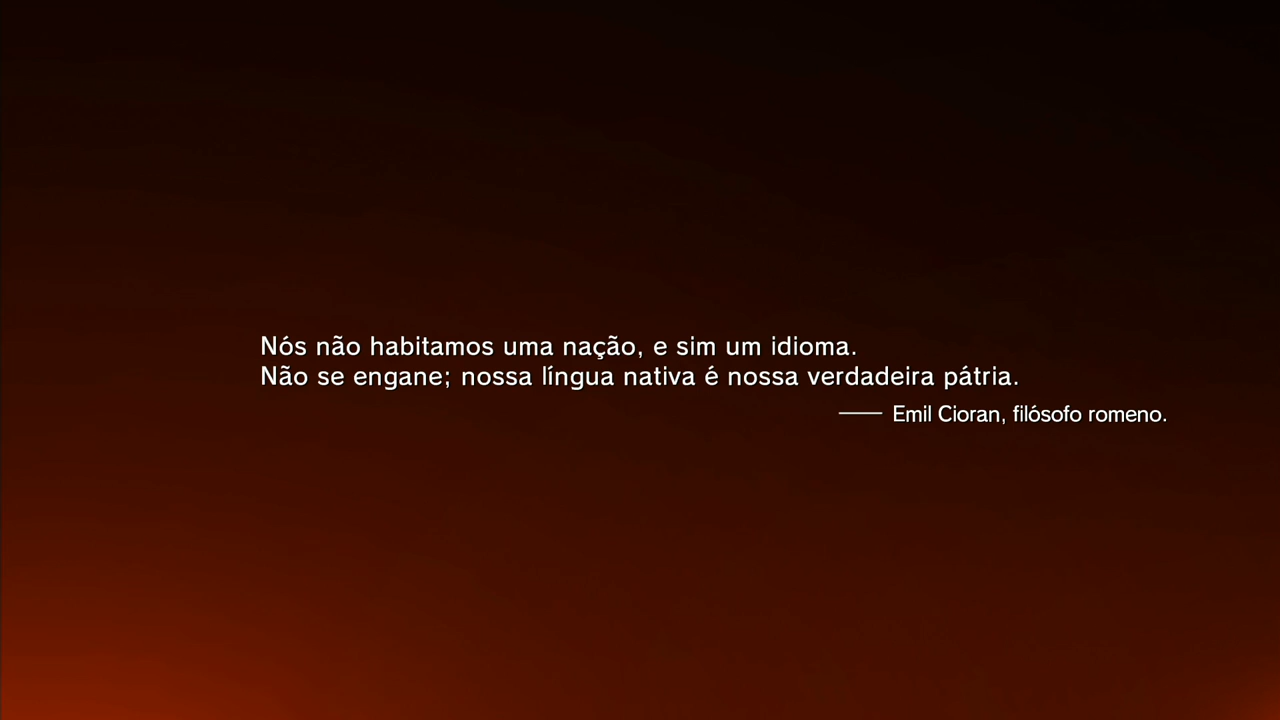 Nós não habitamos uma nação, e sim um idioma.
Não se engane; nossa língua nativa é nossa verdadeira pátria.
—— Emil Cioran, filósofo romeno.